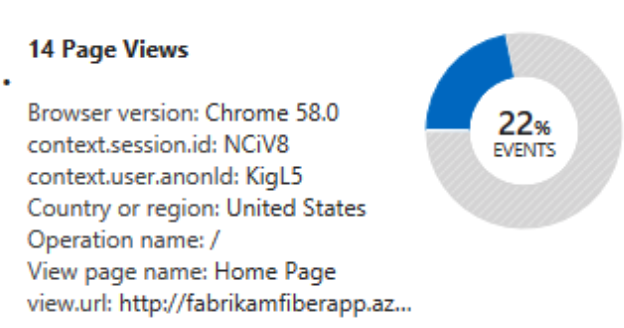 14 Page Views
Browser version: Chrome 58.0
context.session.id: NCiV8
context.user.anonId: KigL5
Country or region: United States
Operation name: /
View page name: Home Page
view.url: http://fabrikamfiberapp.az...
22%
EVENTS